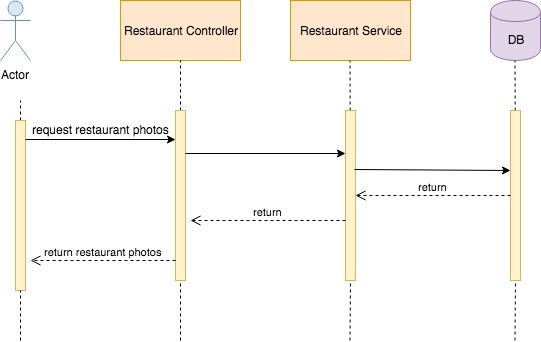 Restaurant Controller
Restaurant Service
DB
Actor
request restaurant photos
return
return
return restaurant photos